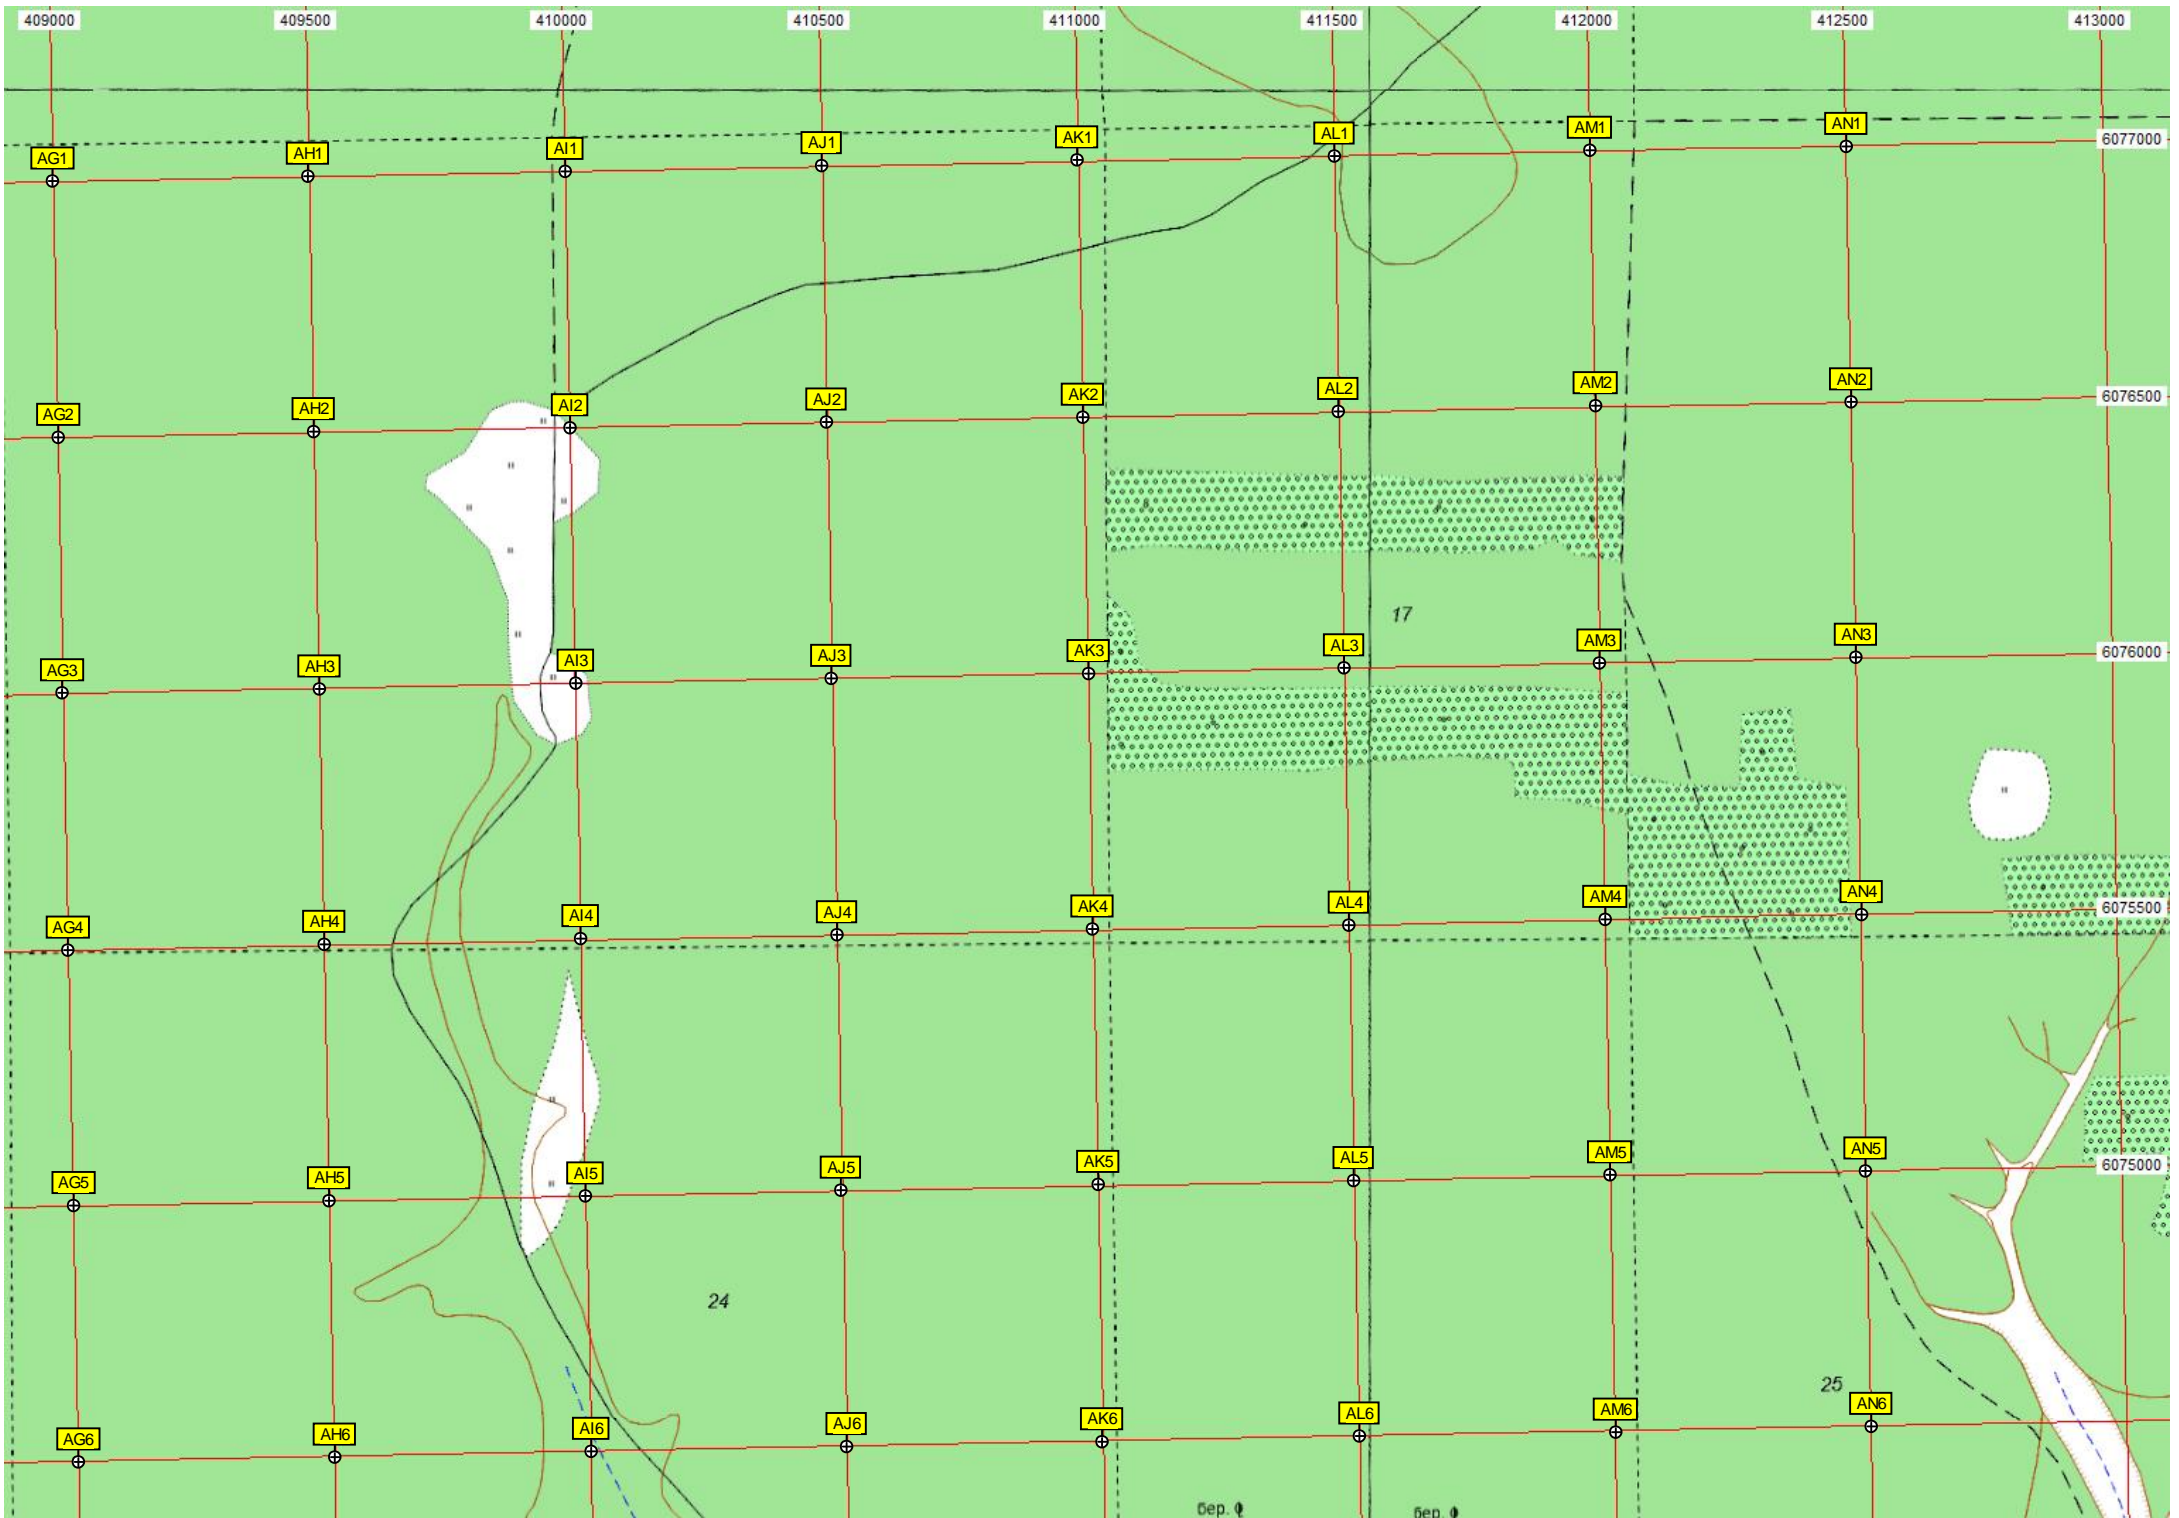 409000 409500 410000 410500 411000 411500 412000 412500 413000
AG1 AH1 AI1 AJ1 AK1 AL1 AM1 AN1 6077000
AG2 AH2 AI2 AJ2 AK2 AL2 AM2 AN2 6076500
17
AG3 AH3 AI3 AJ3 AK3 AL3 AM3 AN3 6076000
AG4 AH4 AI4 AJ4 AK4 AL4 AM4 AN4 6075500
AG5 AH5 AI5 AJ5 AK5 AL5 AM5 AN5 6075000
24
25
AG6 AH6 AI6 AJ6 AK6 AL6 AM6 AN6
бер. бер.